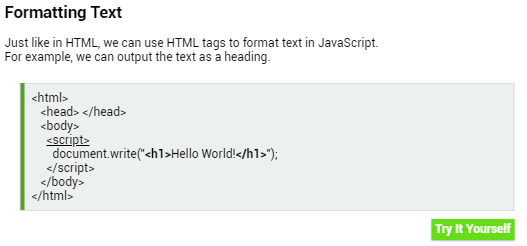 Formatting Text
Just like in HTML, we can use HTML tags to format text in JavaScript.
For example, we can output the text as a heading.
<html>
<head> </head>
<body>
<script>
document.write("<h1>Hello World!</h1>");
</script>
</body>
</html>
Try It Yourself